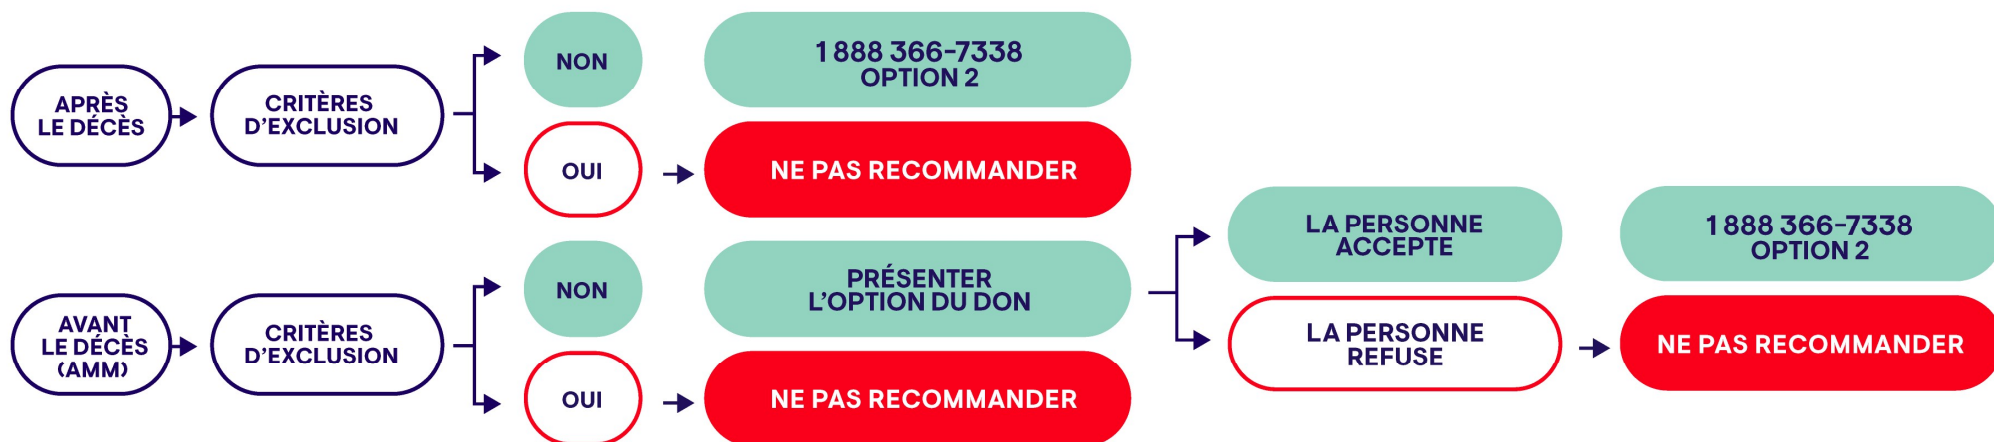 APRÈS
LE DÉCÈS
CRITÈRES
D'EXCLUSION
NON
1 888 366-7338
OPTION 2
OUI
NE PAS RECOMMANDER
AVANT
LE DÉCÈS
(AMM)
CRITÈRES
D'EXCLUSION
NON
PRÉSENTER
L'OPTION DU DON
OUI
NE PAS RECOMMANDER
LA PERSONNE
ACCEPTE
1 888 366-7338
OPTION 2
LA PERSONNE
REFUSE
NE PAS RECOMMANDER